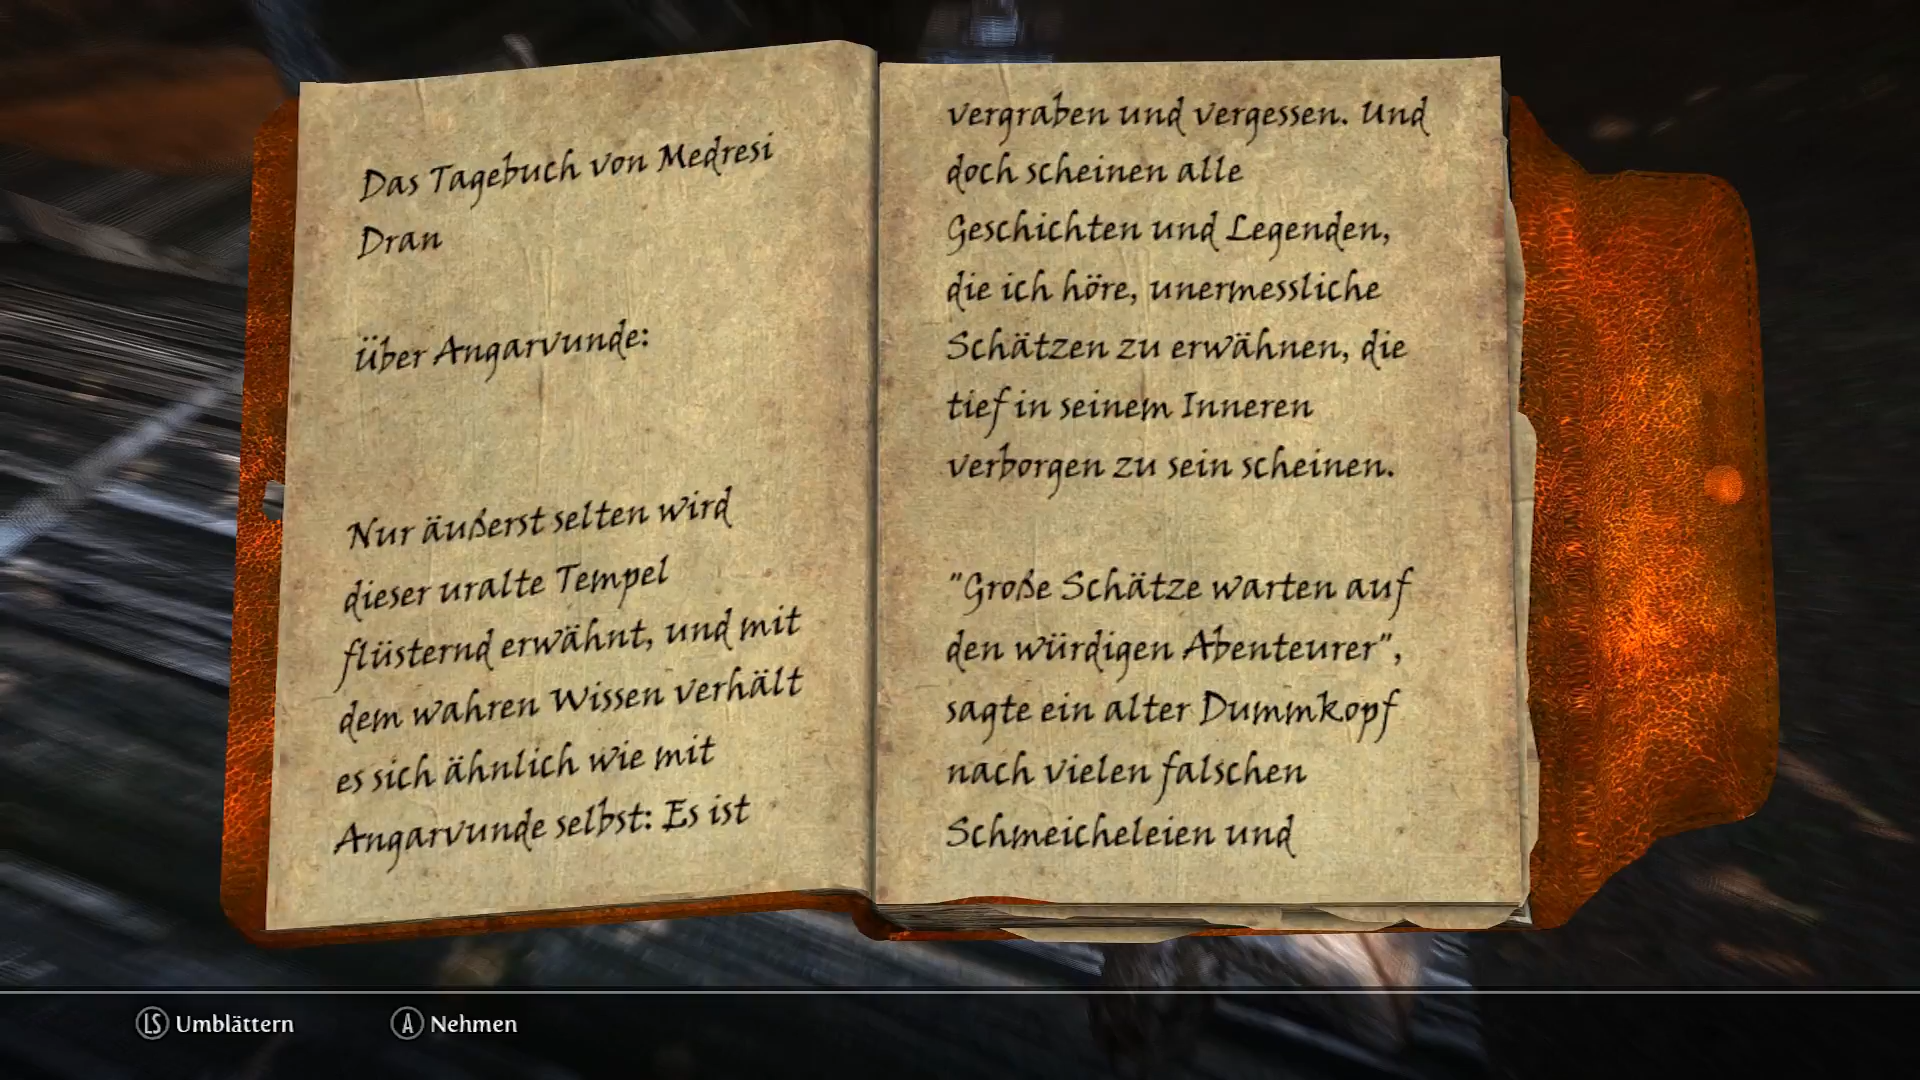 Das Tagebuch von Medresi
Dran
über Angarvunde:
Nur äußerst selten wird
dieser uralte Tempel
flüsternd erwähnt, und mit
dem wahren Wissen verhält
es sich ähnlich wie mit
Angarvunde selbst: Es ist
vergraben und vergessen. Und
doch scheinen alle
Geschichten und Legenden,
die ich höre, unermessliche
Schätzen zu erwähnen, die
tief in seinem Inneren
verborgen zu sein scheinen.
"Große Schätze warten auf
den würdigen Abenteurer",
sagte ein alter Dummkopf
nach vielen falschen
Schmeicheleien und
LS Umblättern
A Nehmen